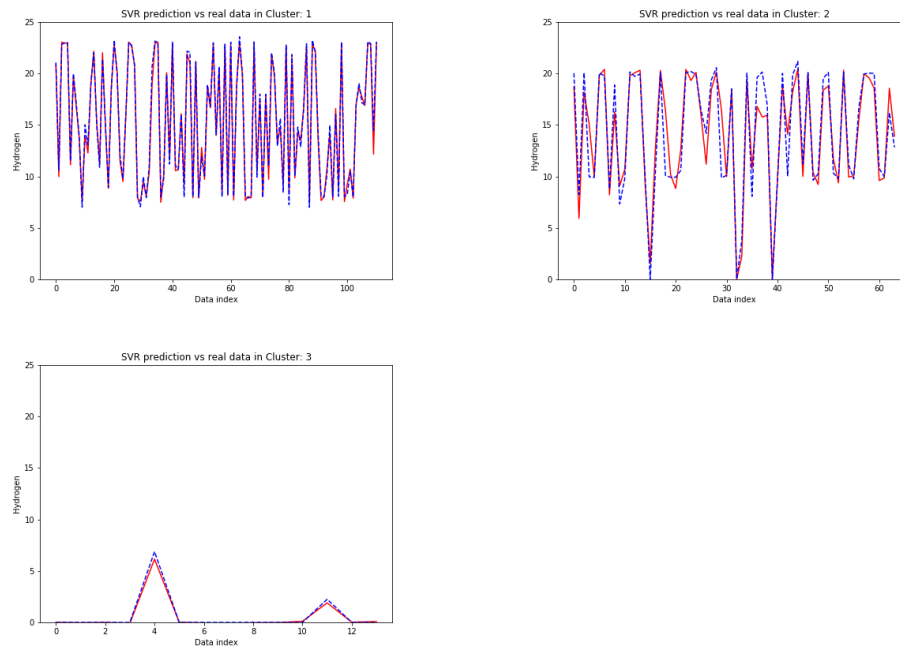 SVR prediction vs real data in Cluster: 1
25
20
15
10
5
0
Hydrogen
0 20 40 60 80 100
Data index
SVR prediction vs real data in Cluster: 2
25
20
15
10
5
0
Hydrogen
0 10 20 30 40 50 60
Data index
SVR prediction vs real data in Cluster: 3
25
20
15
10
5
0
Hydrogen
0 2 4 6 8 10 12
Data index